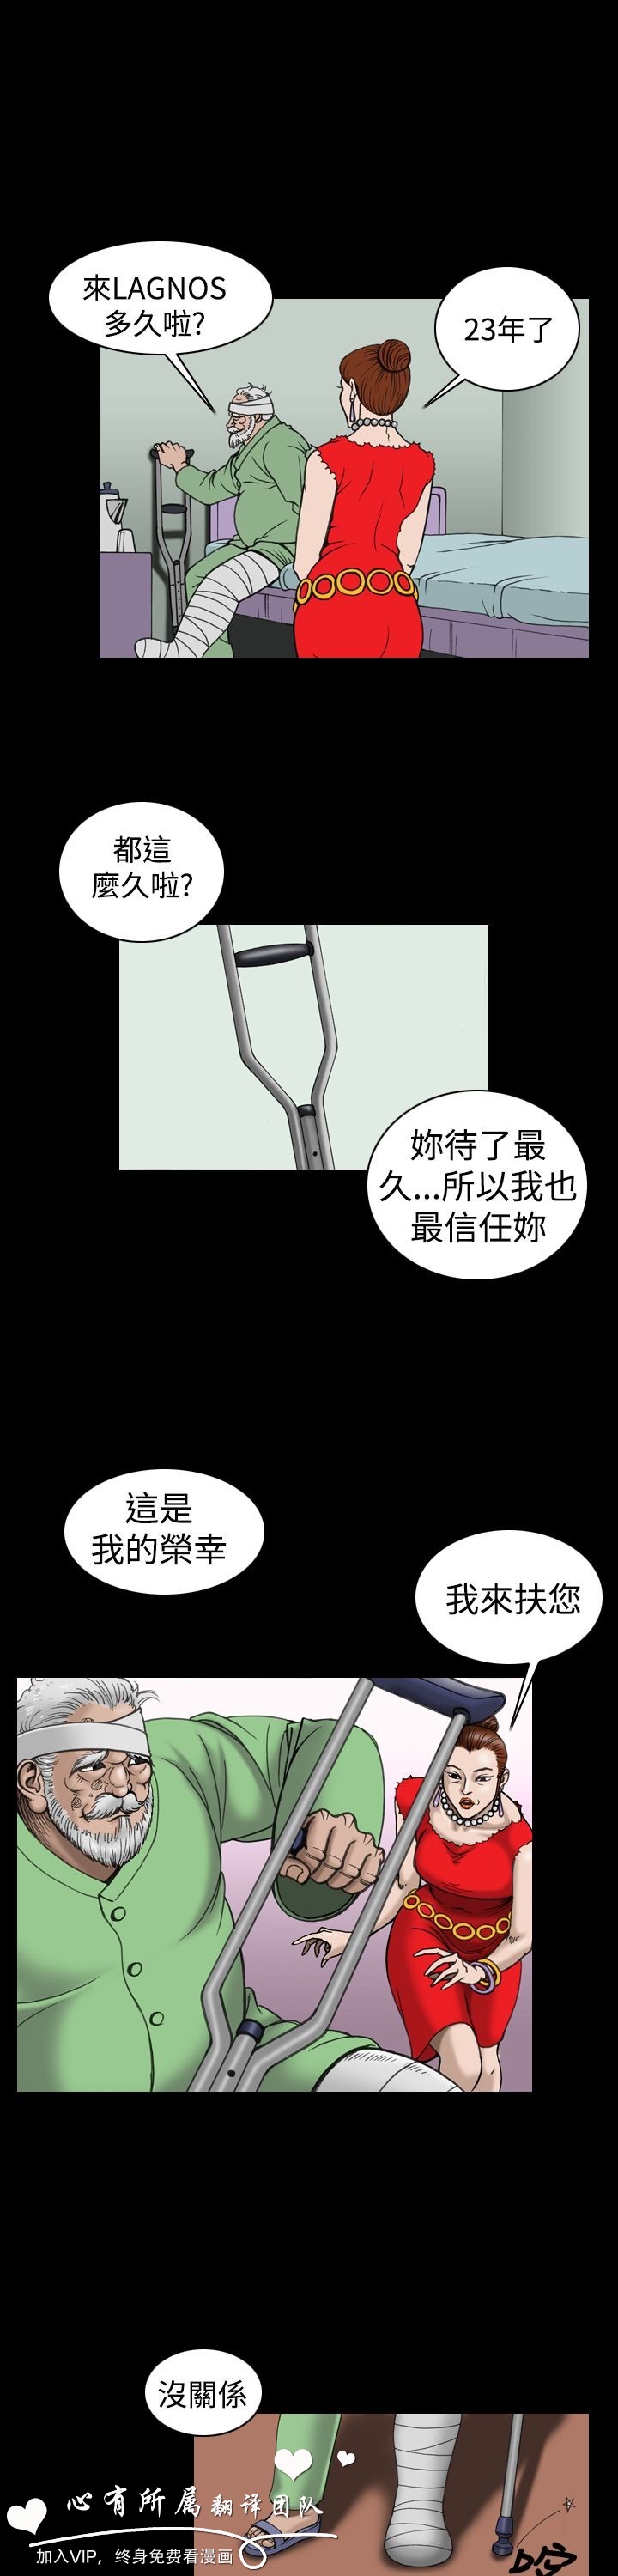 來LAGNOS
多久啦?
23年了
都這
麼久啦?
妳待了最
久...所以我也
最信任妳
這是
我的榮幸
我來扶您
沒關係
心有所属翻译团队
加入VIP，终身免费看漫画